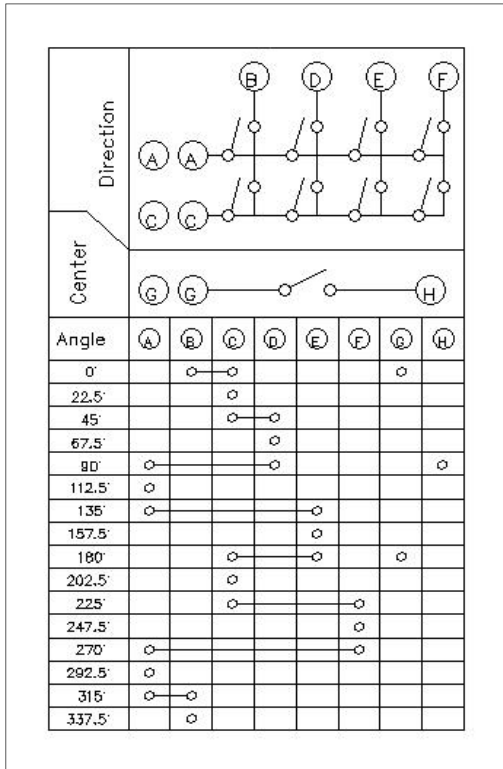 B D E F
Direction
A A
C C
Center
G G H
Angle A B C D E F G H
0°
22.5°
45°
67.5°
90°
112.5°
135°
157.5°
180°
202.5°
225°
247.5°
270°
292.5°
315°
337.5°